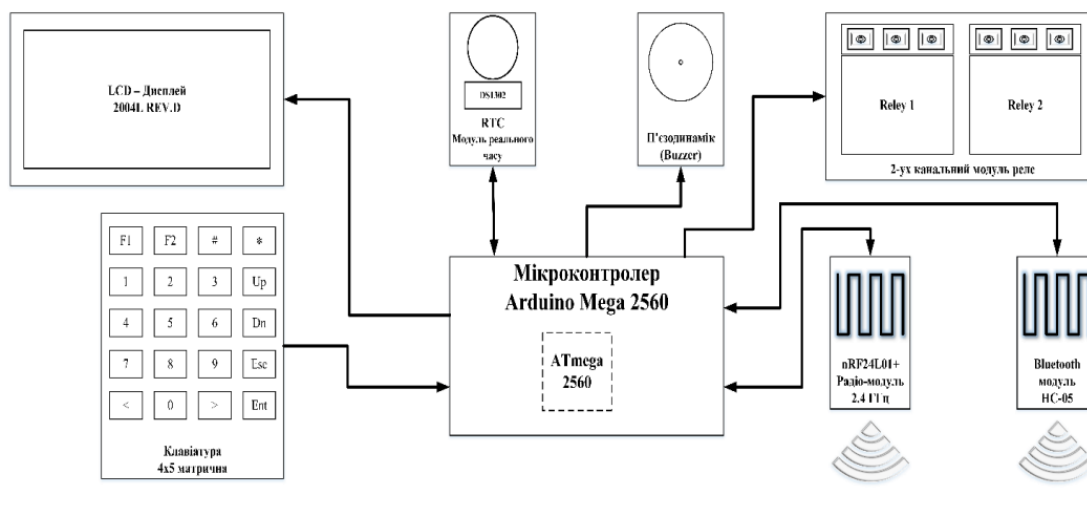 LCD – Дисплей
2004L REV.D
DS1302
RTC
Модуль реального
часу
П'єзодинамік
(Buzzer)
Reley 1
Reley 2
2-ух канальний модуль реле
F1 F2 # *
1 2 3 Up
4 5 6 Dn
7 8 9 Esc
< 0 > Ent
Клавіатура
4x5 матрична
Мікроконтролер
Arduino Mega 2560
ATmega
2560
nRF24L01+
Радіо-модуль
2.4 ГГц
Bluetooth
модуль
HC-05